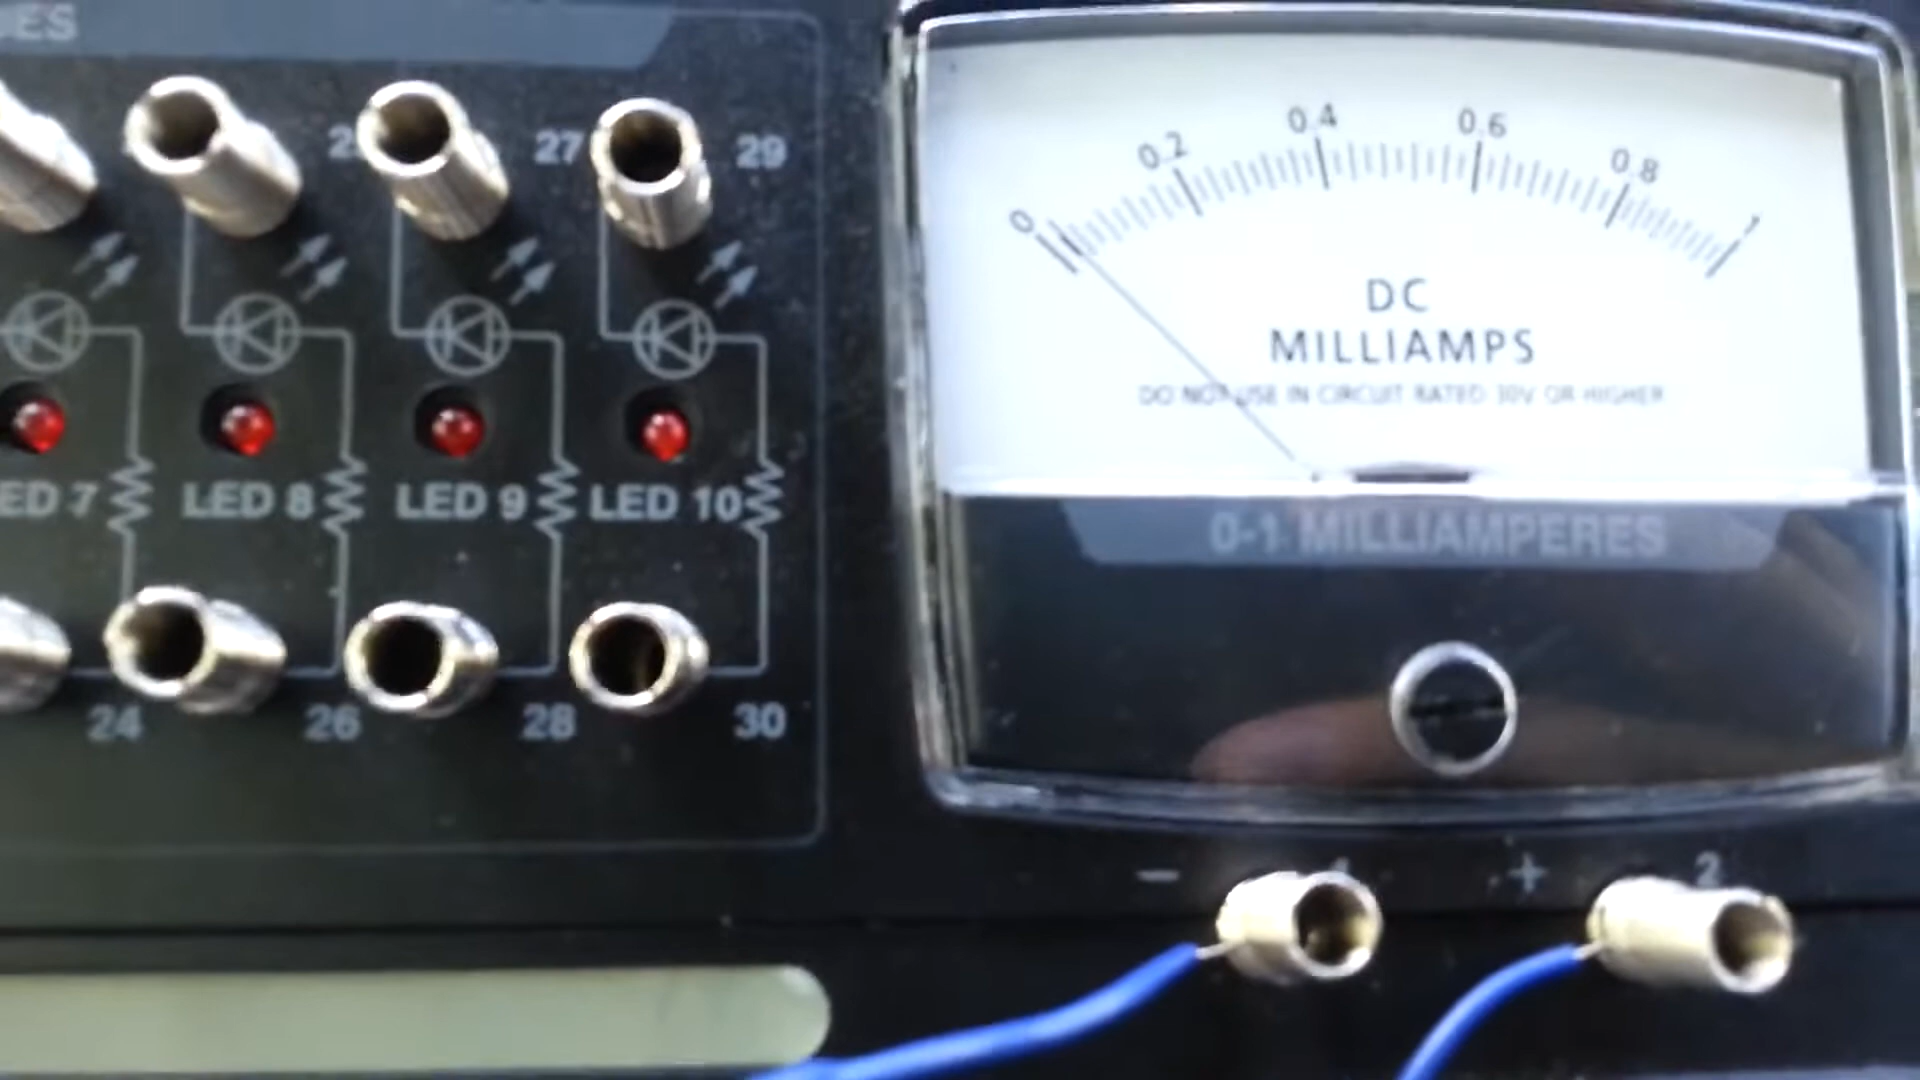 27
29
LED 8
LED 9
LED 10
24
26
28
30
0
0.2
0.4
0.6
0.8
1
DC
MILLIAMPS
DO NOT USE IN CIRCUIT RATED 30V OR HIGHER
0-1 MILLIAMPERES
− +
2